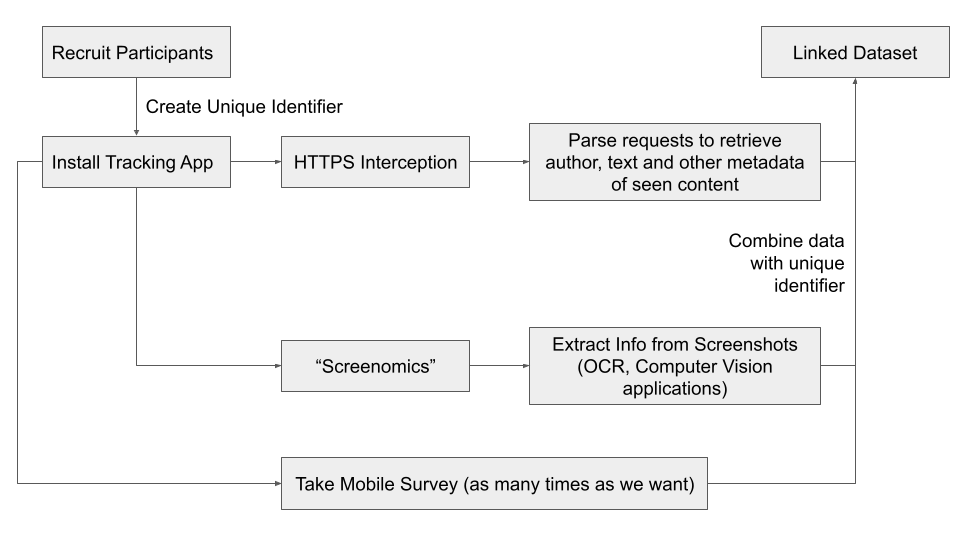 Recruit Participants
Linked Dataset
Create Unique Identifier
Install Tracking App
HTTPS Interception
Parse requests to retrieve
author, text and other metadata
of seen content
Combine data
with unique
identifier
“Screenomics”
Extract Info from Screenshots
(OCR, Computer Vision
applications)
Take Mobile Survey (as many times as we want)